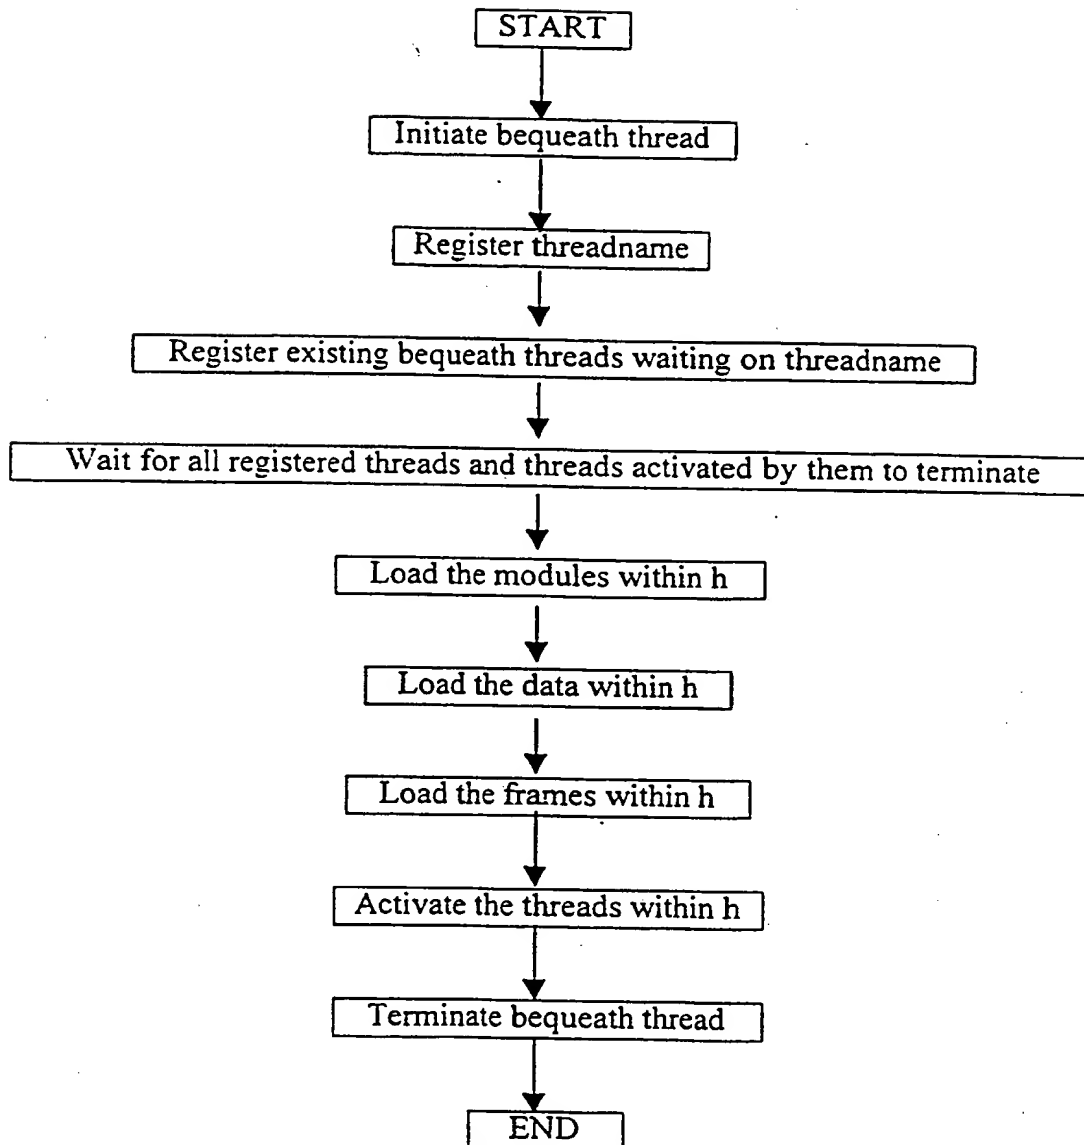 START
Initiate bequeath thread
Register threadname
Register existing bequeath threads waiting on threadname
Wait for all registered threads and threads activated by them to terminate
Load the modules within h
Load the data within h
Load the frames within h
Activate the threads within h
Terminate bequeath thread
END